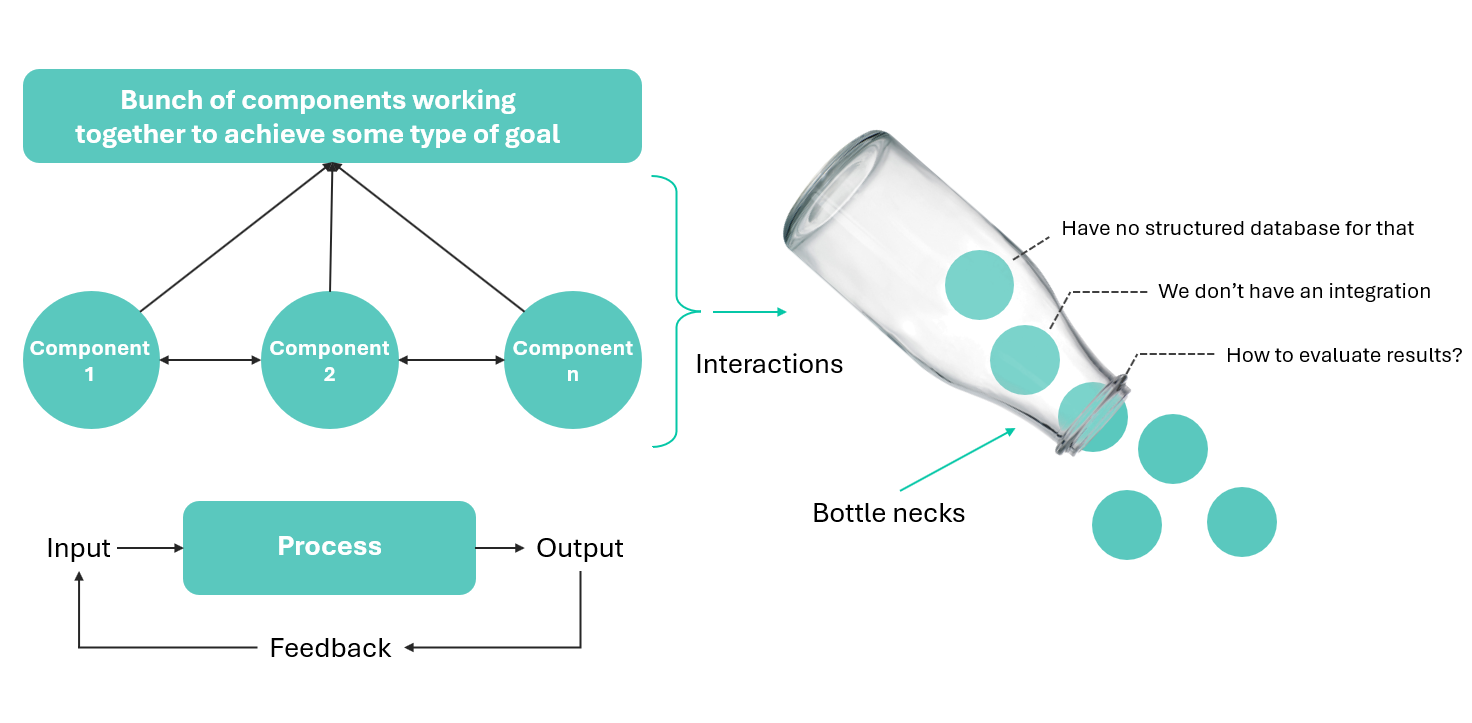 Bunch of components working
together to achieve some type of goal
Component
1
Component
2
Component
n
Interactions
Have no structured database for that
We don’t have an integration
How to evaluate results?
Bottle necks
Input
Process
Output
Feedback